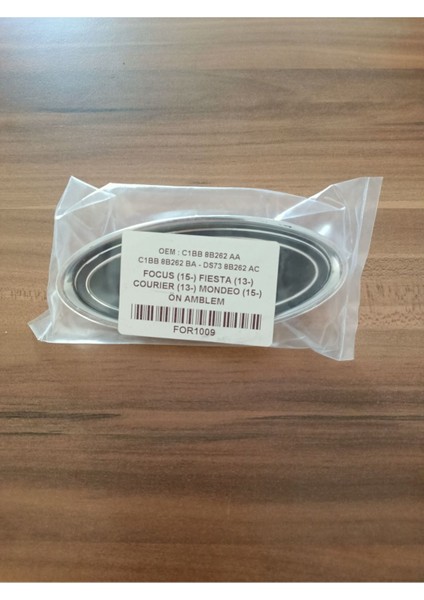 OEM : C1BB 8B262 AA
C1BB 8B262 BA - DS73 8B262 AC
FOCUS (15-) FIESTA (13-)
COURIER (13-) MONDEO (15-)
ÖN AMBLEM
FOR1009